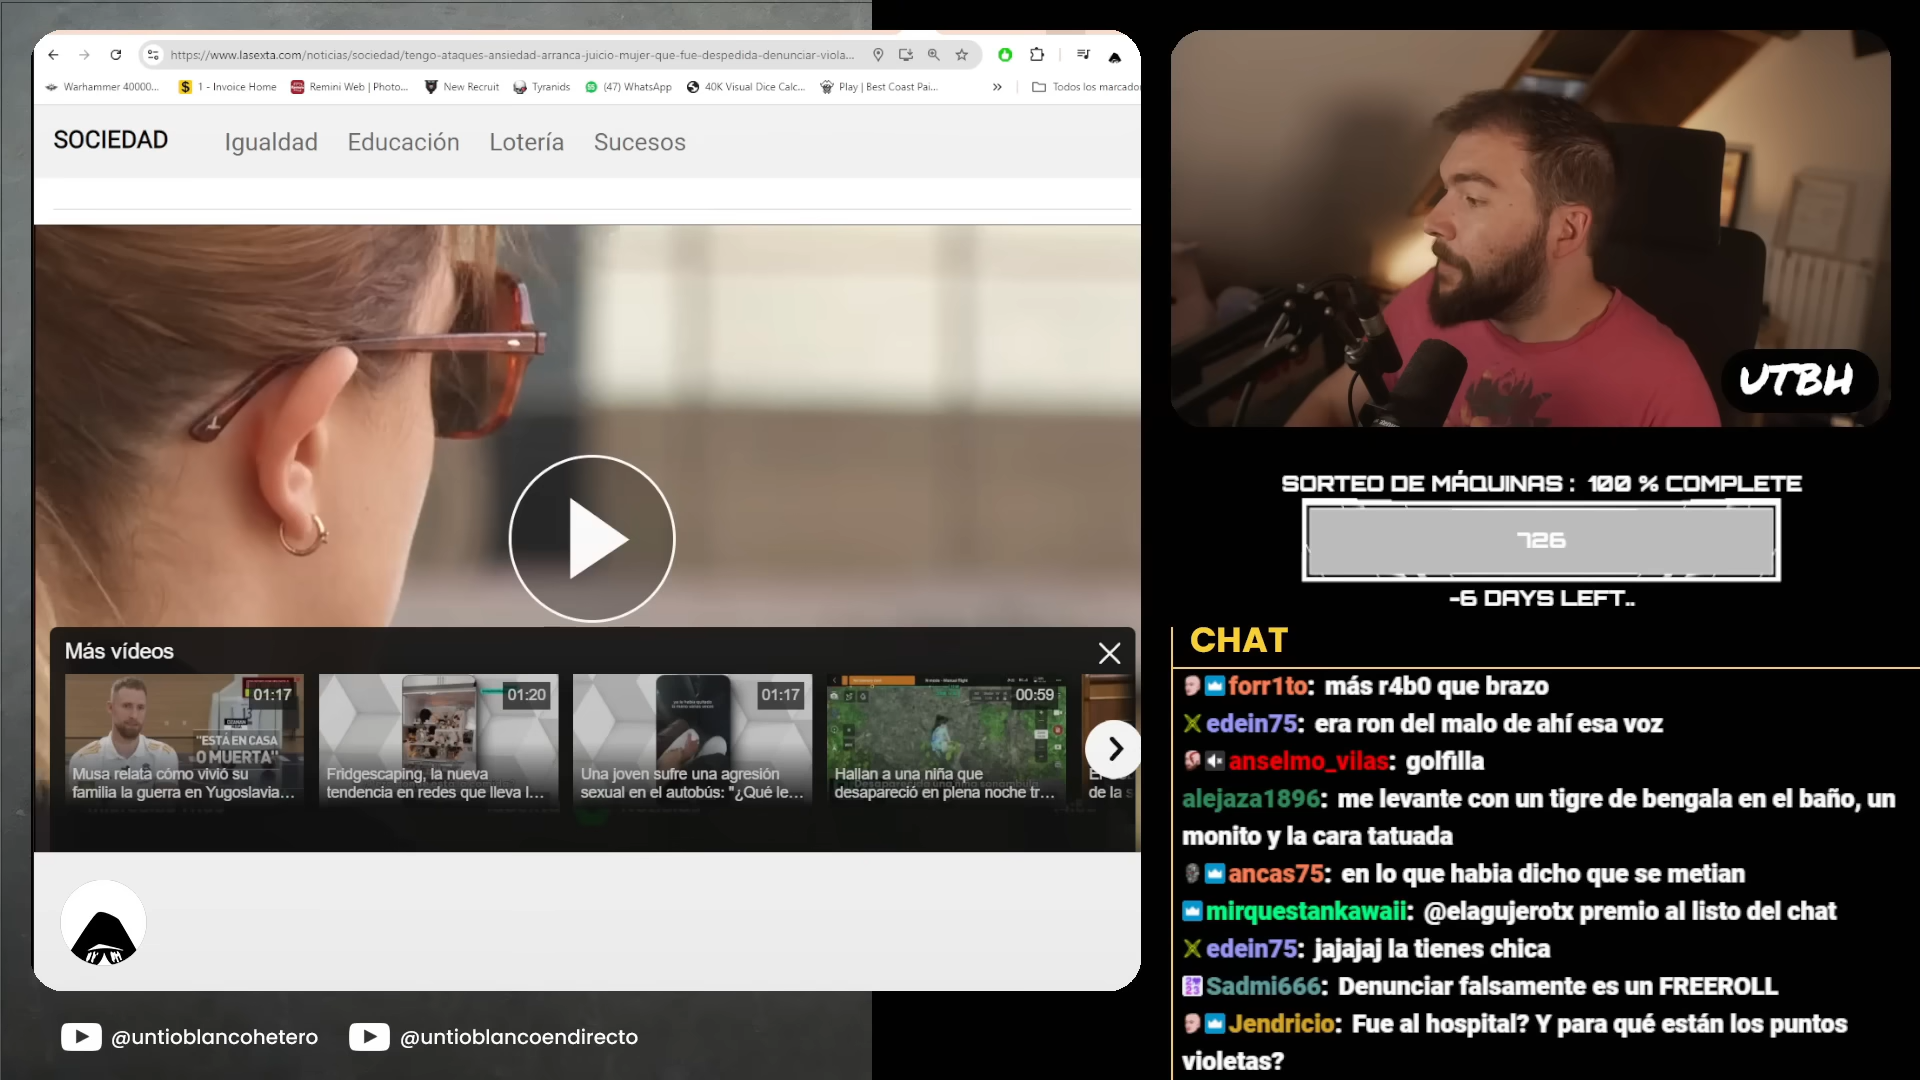 https://www.lasexta.com/noticias/sociedad/tengo-ataques-ansiedad-arranca-juicio-mujer-que-fue-despedida-denunciar-viola...
Warhammer 40000...
$ 1 - Invoice Home
Remini Web | Photo...
New Recruit
Tyranids
(47) WhatsApp
40K Visual Dice Calc...
Play | Best Coast Pai...
»
Todos los marcado
SOCIEDAD
Igualdad
Educación
Lotería
Sucesos
Más vídeos
01:17
"ESTÁ EN CASA
O MUERTA"
Musa relata cómo vivió su
familia la guerra en Yugoslavia...
01:20
Fridgescaping, la nueva
tendencia en redes que lleva l...
01:17
Una joven sufre una agresión
sexual en el autobús: "¿Qué le...
00:59
Hallan a una niña que
desapareció en plena noche tr...
de la s
@untioblancohetero
@untioblancoendirecto
UTBH
SORTEO DE MÁQUINAS : 100 % COMPLETE
726
-6 DAYS LEFT..
CHAT
forr1to: más r4b0 que brazo
edein75: era ron del malo de ahí esa voz
anselmo_vilas: golfilla
alejaza1896: me levante con un tigre de bengala en el baño, un
monito y la cara tatuada
ancas75: en lo que habia dicho que se metian
mirquestankawaii: @elagujerotx premio al listo del chat
edein75: jajajaj la tienes chica
Sadmi666: Denunciar falsamente es un FREEROLL
Jendricio: Fue al hospital? Y para qué están los puntos
violetas?